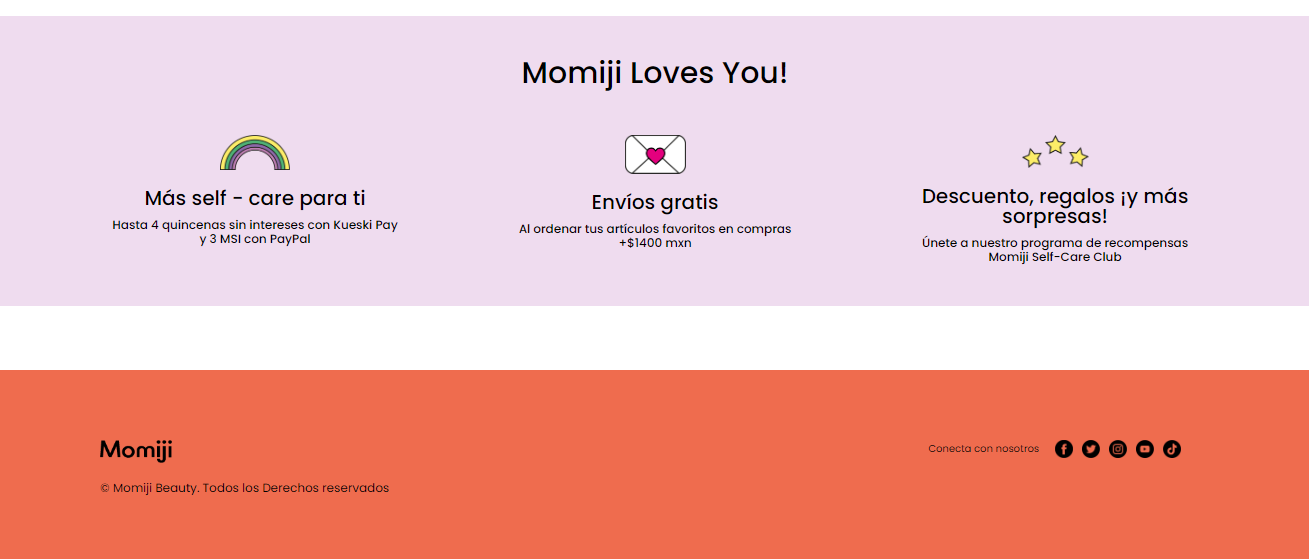 Momiji Loves You!
Más self - care para ti
Hasta 4 quincenas sin intereses con Kueski Pay
y 3 MSI con PayPal
Envíos gratis
Al ordenar tus artículos favoritos en compras
+$1400 mxn
Descuento, regalos ¡y más
sorpresas!
Únete a nuestro programa de recompensas
Momiji Self-Care Club
Momiji
Conecta con nosotros
© Momiji Beauty. Todos los Derechos reservados